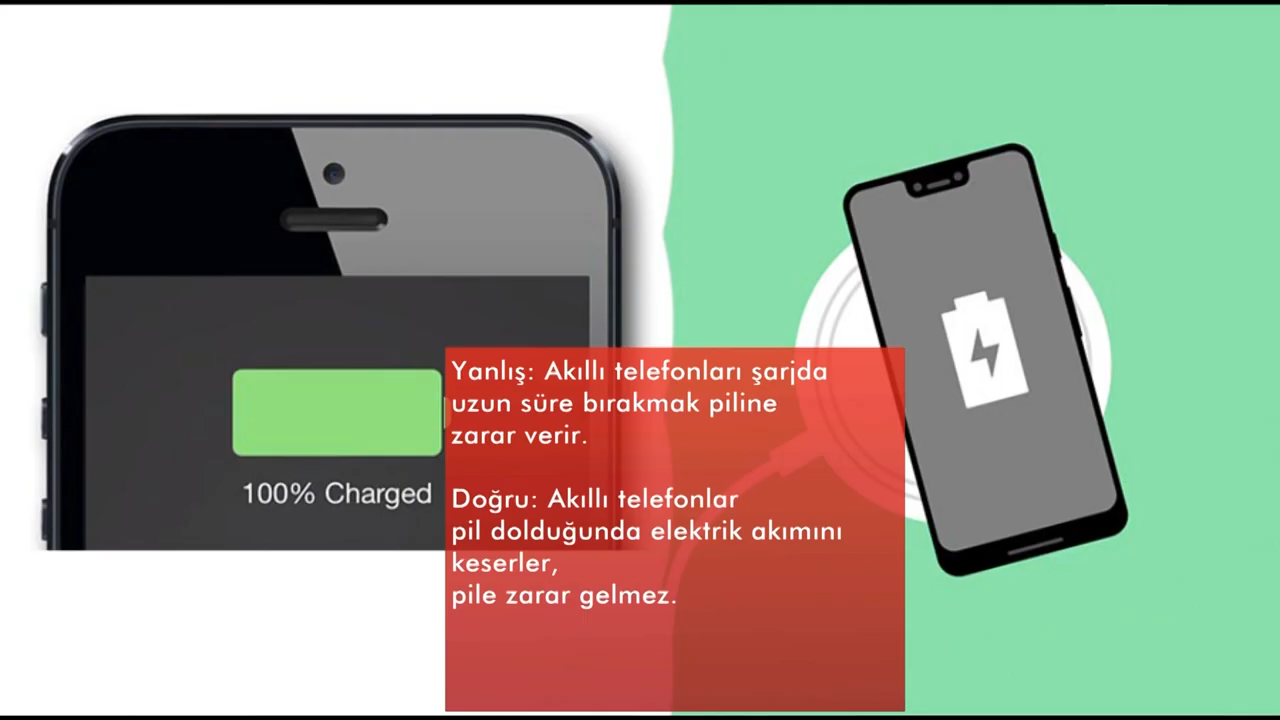 100% Charged
Yanlış: Akıllı telefonları şarjda
uzun süre bırakmak piline
zarar verir.
Doğru: Akıllı telefonlar
pil dolduğunda elektrik akımını
keserler,
pile zarar gelmez.